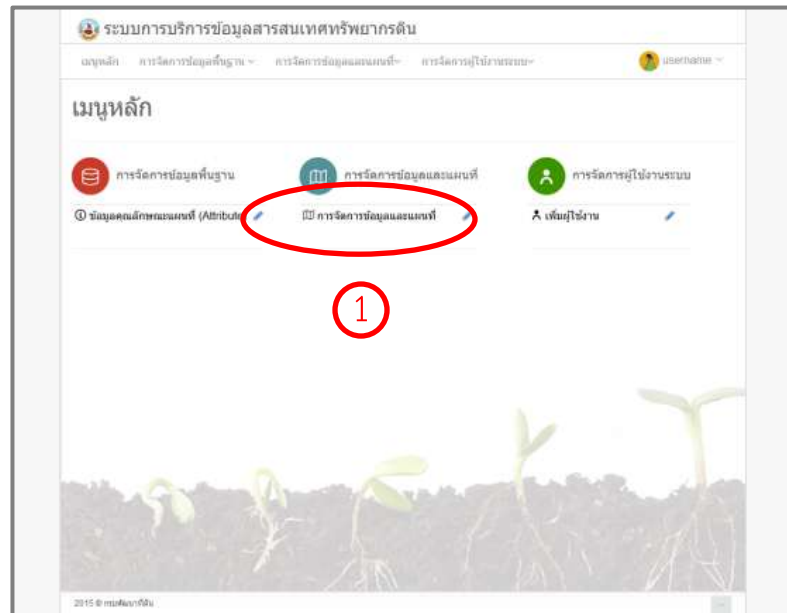 ระบบการบริการข้อมูลสารสนเทศทรัพยากรดิน
เมนูหลัก การจัดการข้อมูลพื้นฐาน การจัดการข้อมูลและแผนที่ การจัดการผู้ใช้งานระบบ username
เมนูหลัก
การจัดการข้อมูลพื้นฐาน การจัดการข้อมูลและแผนที่ การจัดการผู้ใช้งานระบบ
ข้อมูลคุณลักษณะแผนที่ (Attribute การจัดการข้อมูลและแผนที่ เพิ่มผู้ใช้งาน
1
2015 © กรมพัฒนาที่ดิน